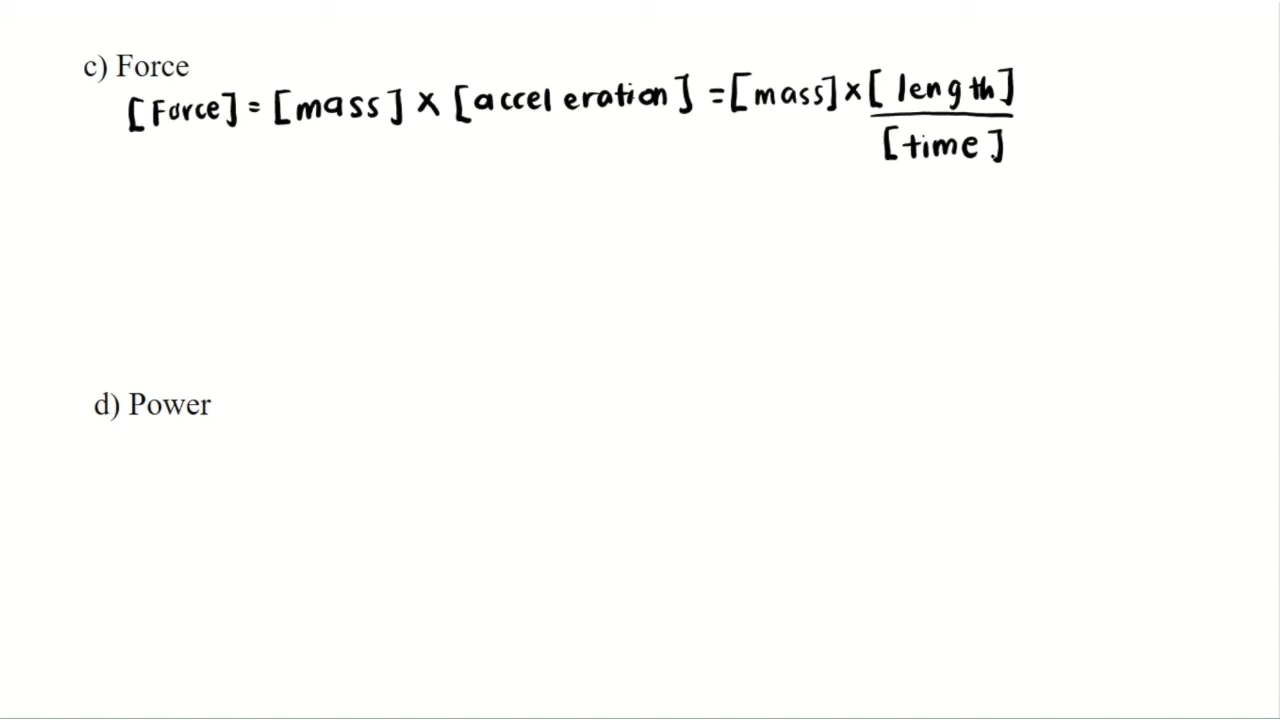 c) Force
[Force] = [mass] × [acceleration] = [mass] × [length]
[time]
d) Power